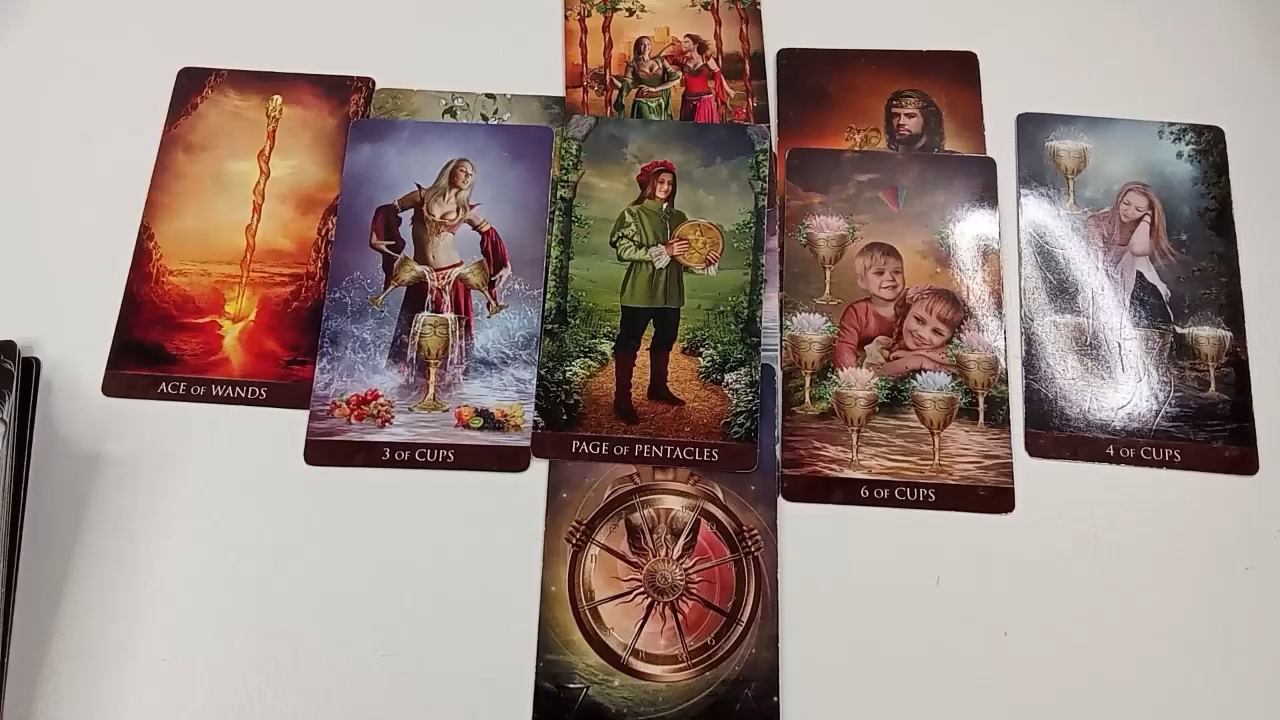 ACE OF WANDS
3 OF CUPS
PAGE OF PENTACLES
6 OF CUPS
4 OF CUPS